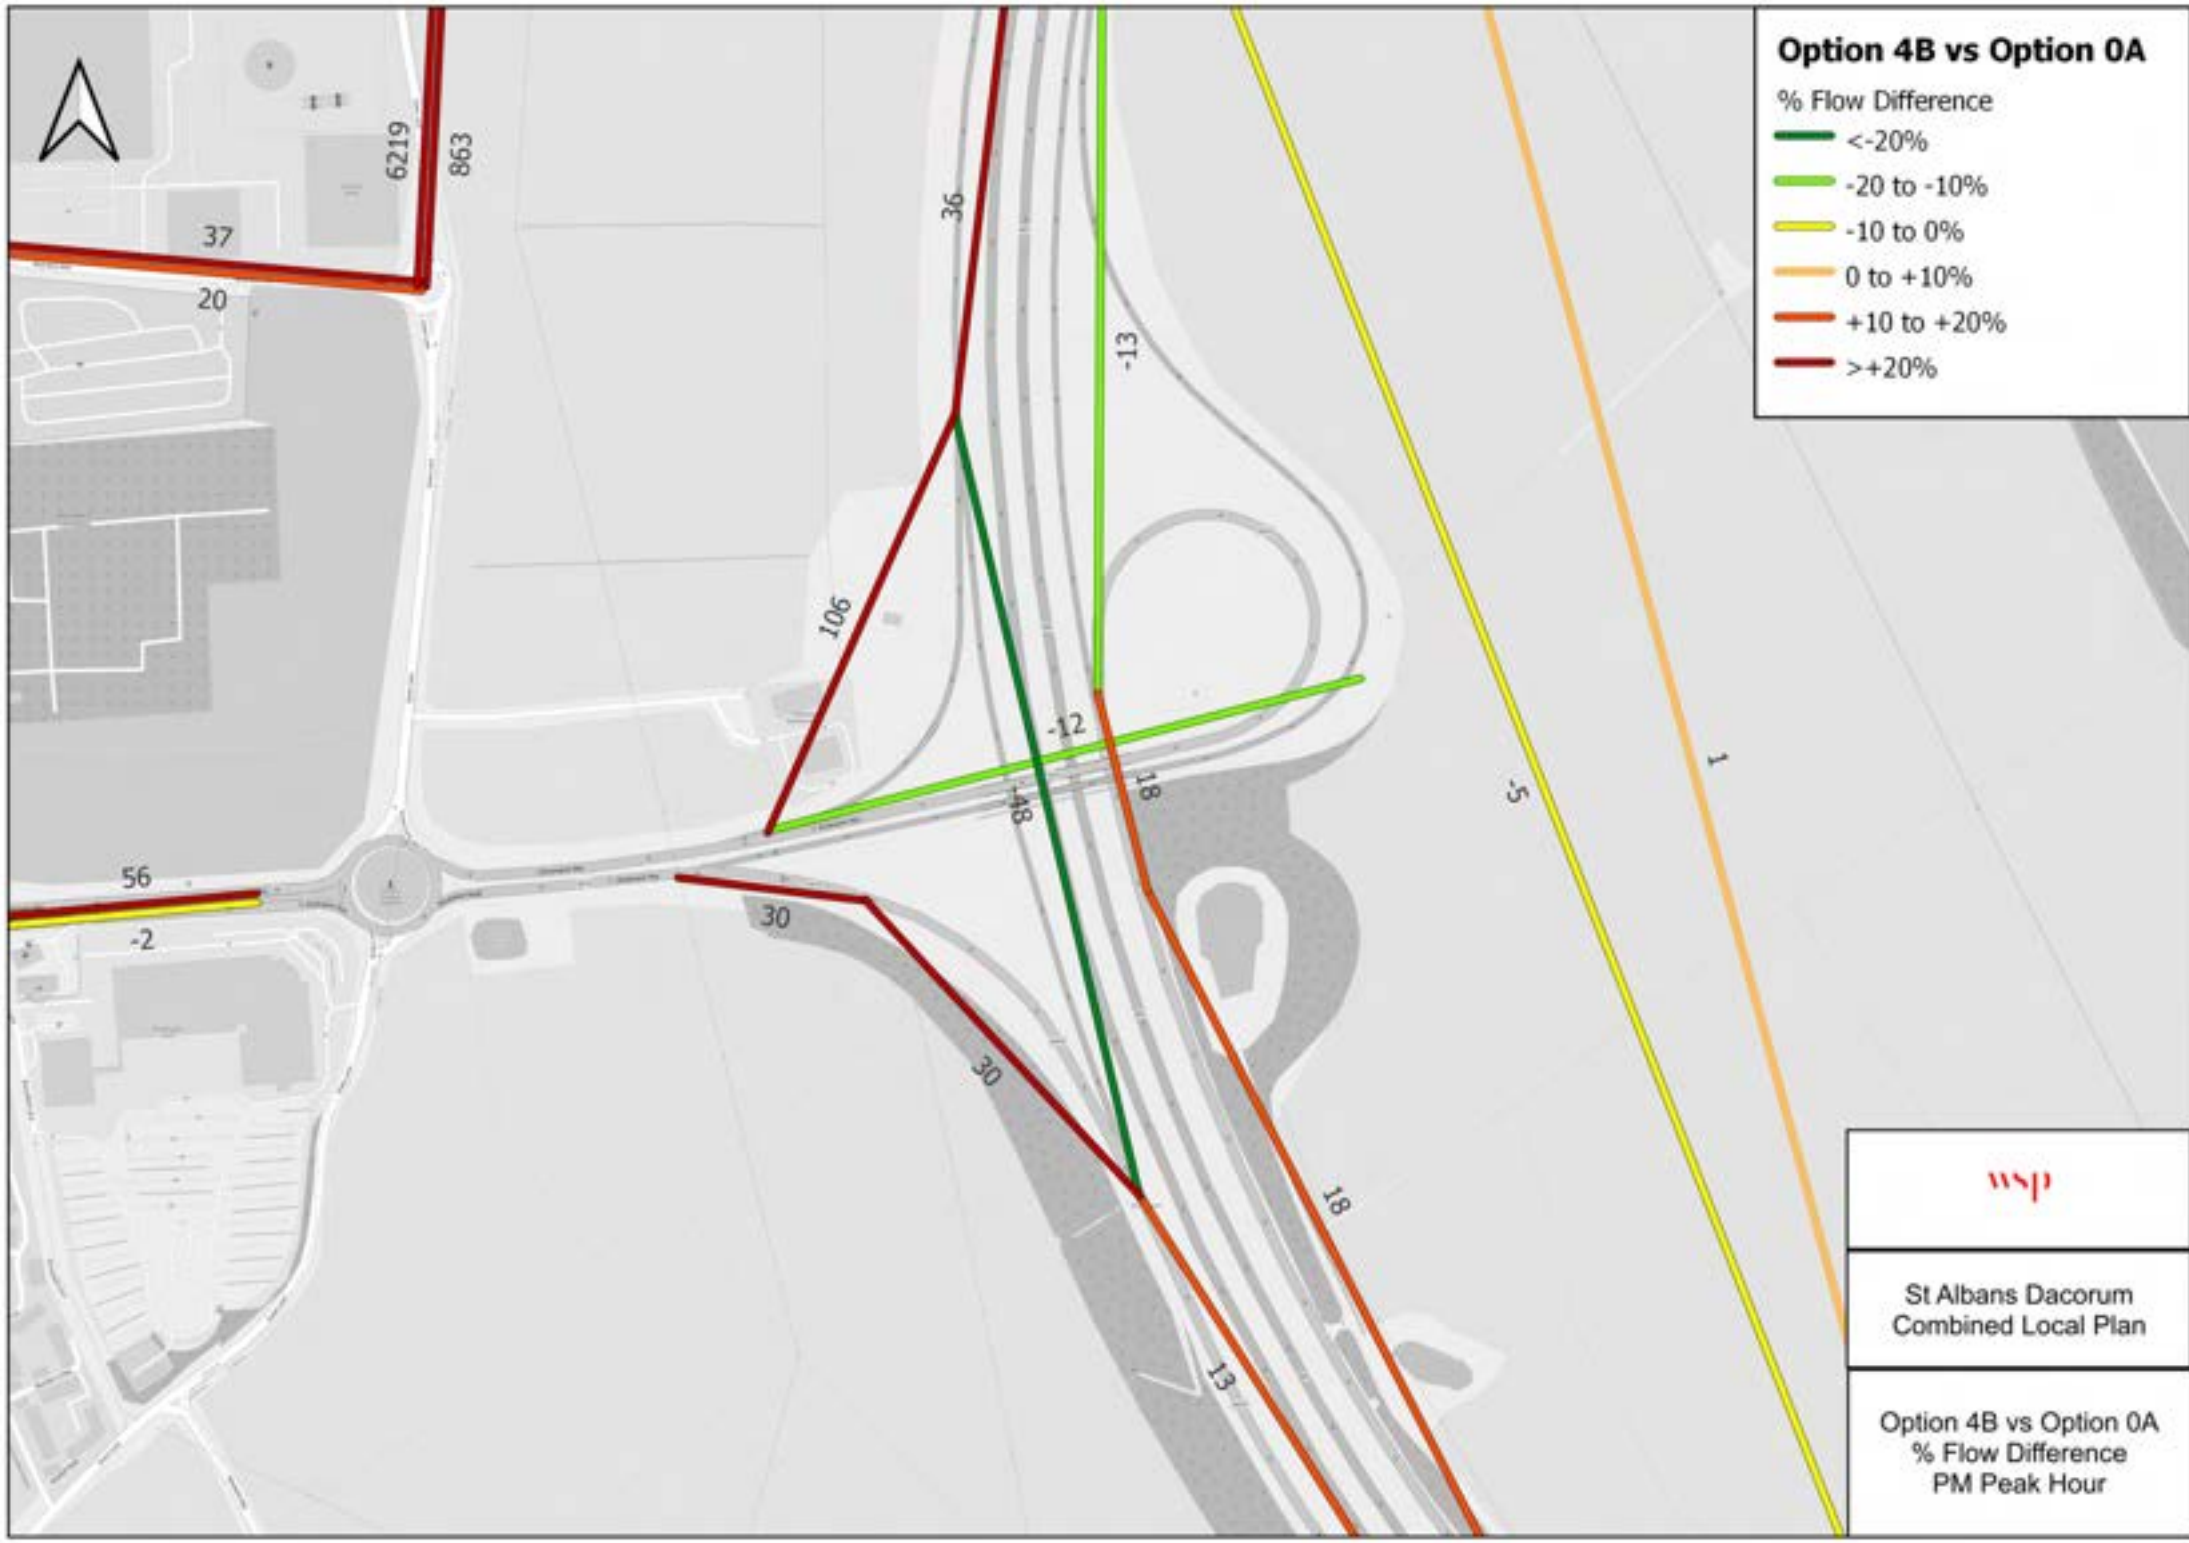 Option 4B vs Option 0A
% Flow Difference
<-20%
-20 to -10%
-10 to 0%
0 to +10%
+10 to +20%
>+20%
6219
863
37
20
36
-13
106
-12
18
-48
-5
1
56
-2
30
30
18
13
wsp
St Albans Dacorum
Combined Local Plan
Option 4B vs Option 0A
% Flow Difference
PM Peak Hour